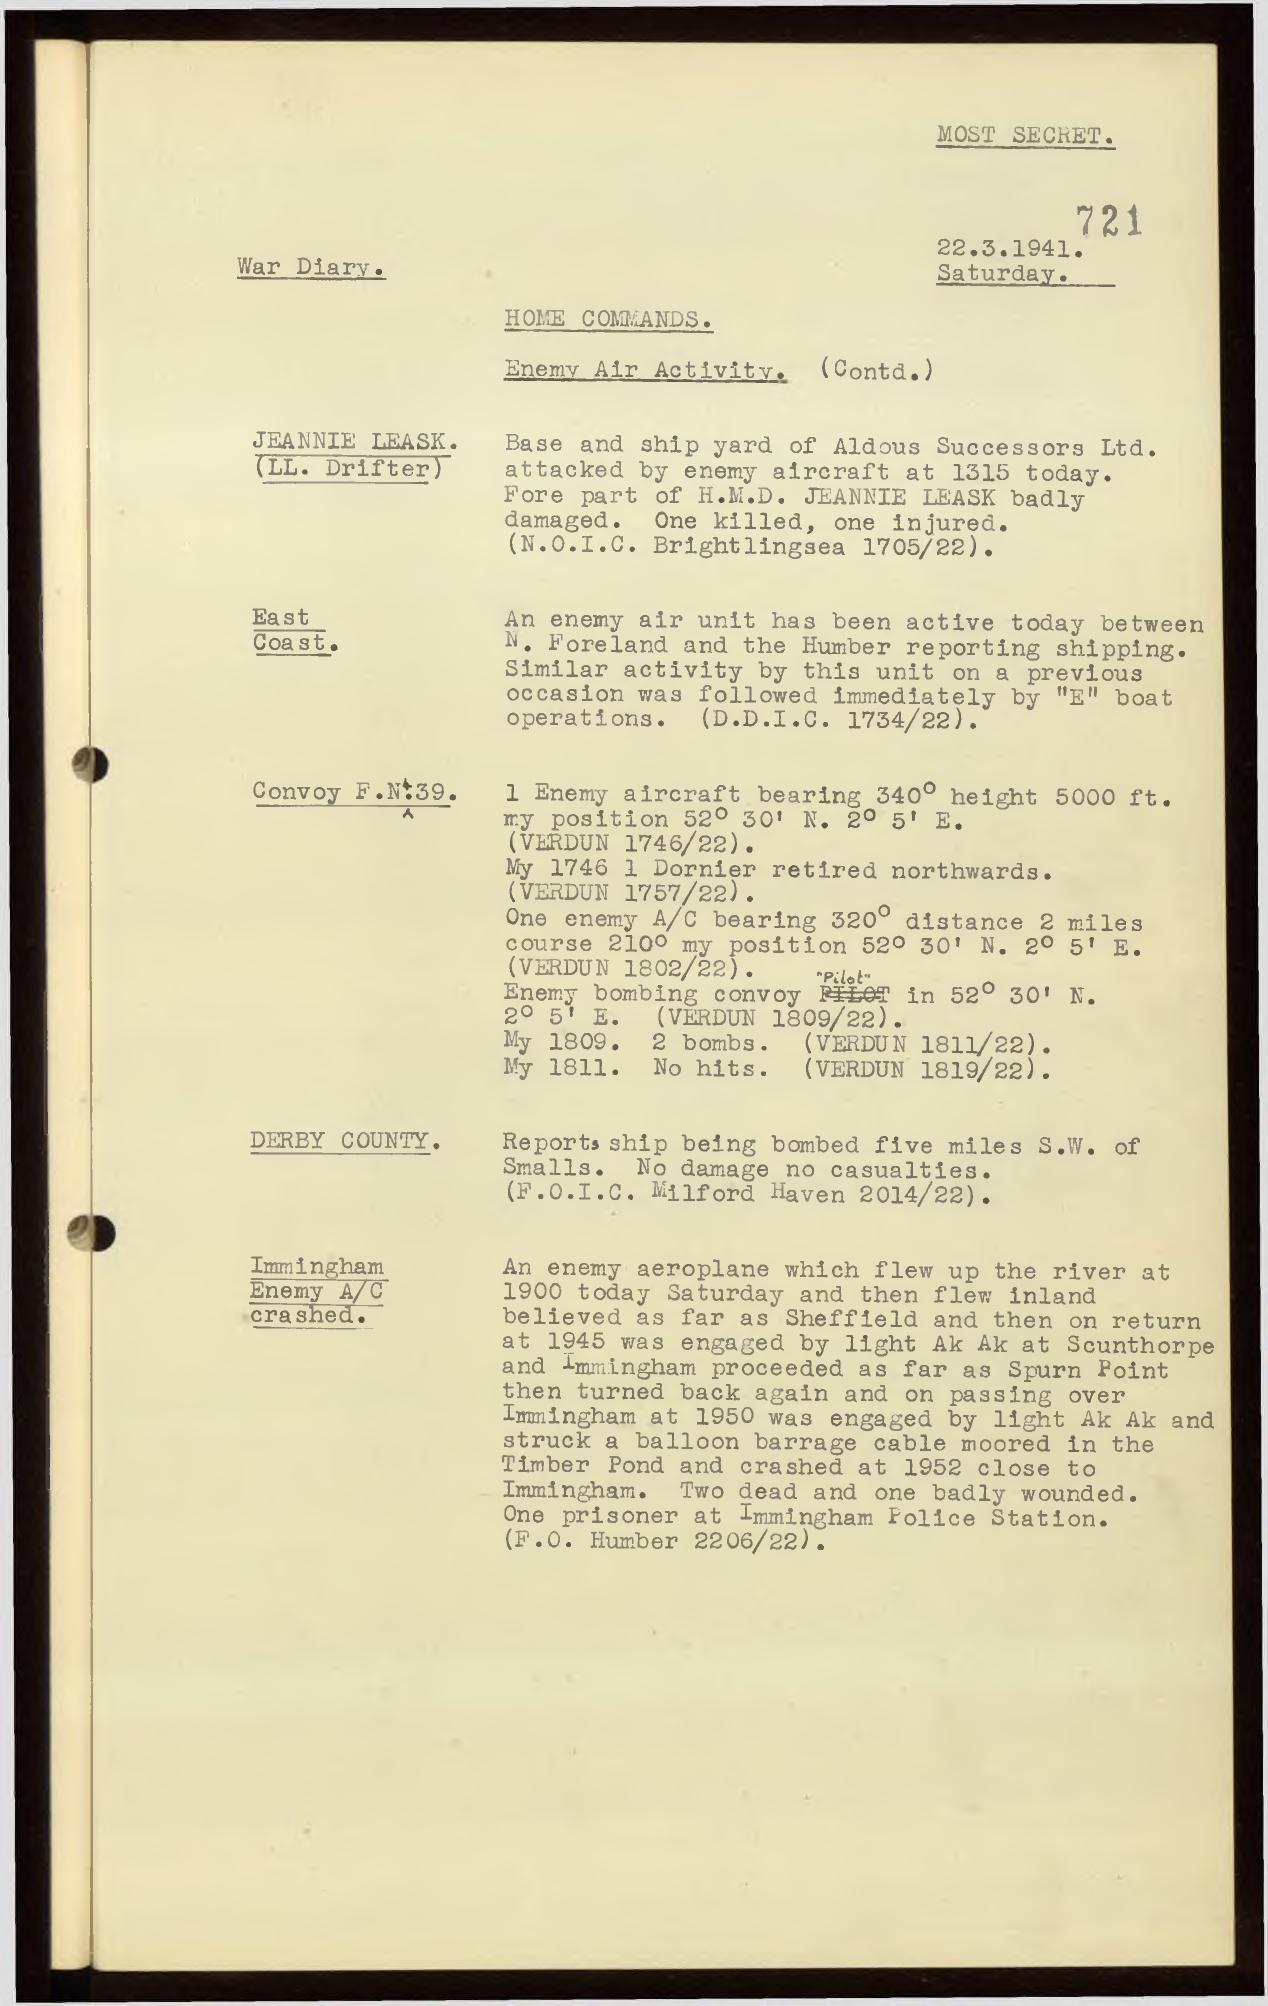 MOST SECRET.
721
22.3.1941.
War Diary.
Saturday.
HOME COMMANDS.
Enemy Air Activity. (Contd.)
JEANNIE LEASK.
(LL. Drifter)
Base and ship yard of Aldous Successors Ltd.
attacked by enemy aircraft at 1315 today.
Fore part of H.M.D. JEANNIE LEASK badly
damaged. One killed, one injured.
(N.O.I.C. Brightlingsea 1705/22).
East
Coast.
An enemy air unit has been active today between
N. Foreland and the Humber reporting shipping.
Similar activity by this unit on a previous
occasion was followed immediately by "E" boat
operations. (D.D.I.C. 1734/22).
Convoy F.Nt.39.
1 Enemy aircraft bearing 340° height 5000 ft.
my position 52° 30' N. 2° 5' E.
(VERDUN 1746/22).
My 1746 1 Dornier retired northwards.
(VERDUN 1757/22).
One enemy A/C bearing 320° distance 2 miles
course 210° my position 52° 30' N. 2° 5' E.
(VERDUN 1802/22).
"Pilot"
Enemy bombing convoy PILOT in 52° 30' N.
2° 5' E. (VERDUN 1809/22).
My 1809. 2 bombs. (VERDUN 1811/22).
My 1811. No hits. (VERDUN 1819/22).
DERBY COUNTY.
Reports ship being bombed five miles S.W. of
Smalls. No damage no casualties.
(F.O.I.C. Milford Haven 2014/22).
Immingham
Enemy A/C
crashed.
An enemy aeroplane which flew up the river at
1900 today Saturday and then flew inland
believed as far as Sheffield and then on return
at 1945 was engaged by light Ak Ak at Scunthorpe
and Immingham proceeded as far as Spurn Point
then turned back again and on passing over
Immingham at 1950 was engaged by light Ak Ak and
struck a balloon barrage cable moored in the
Timber Pond and crashed at 1952 close to
Immingham. Two dead and one badly wounded.
One prisoner at Immingham Police Station.
(F.O. Humber 2206/22).